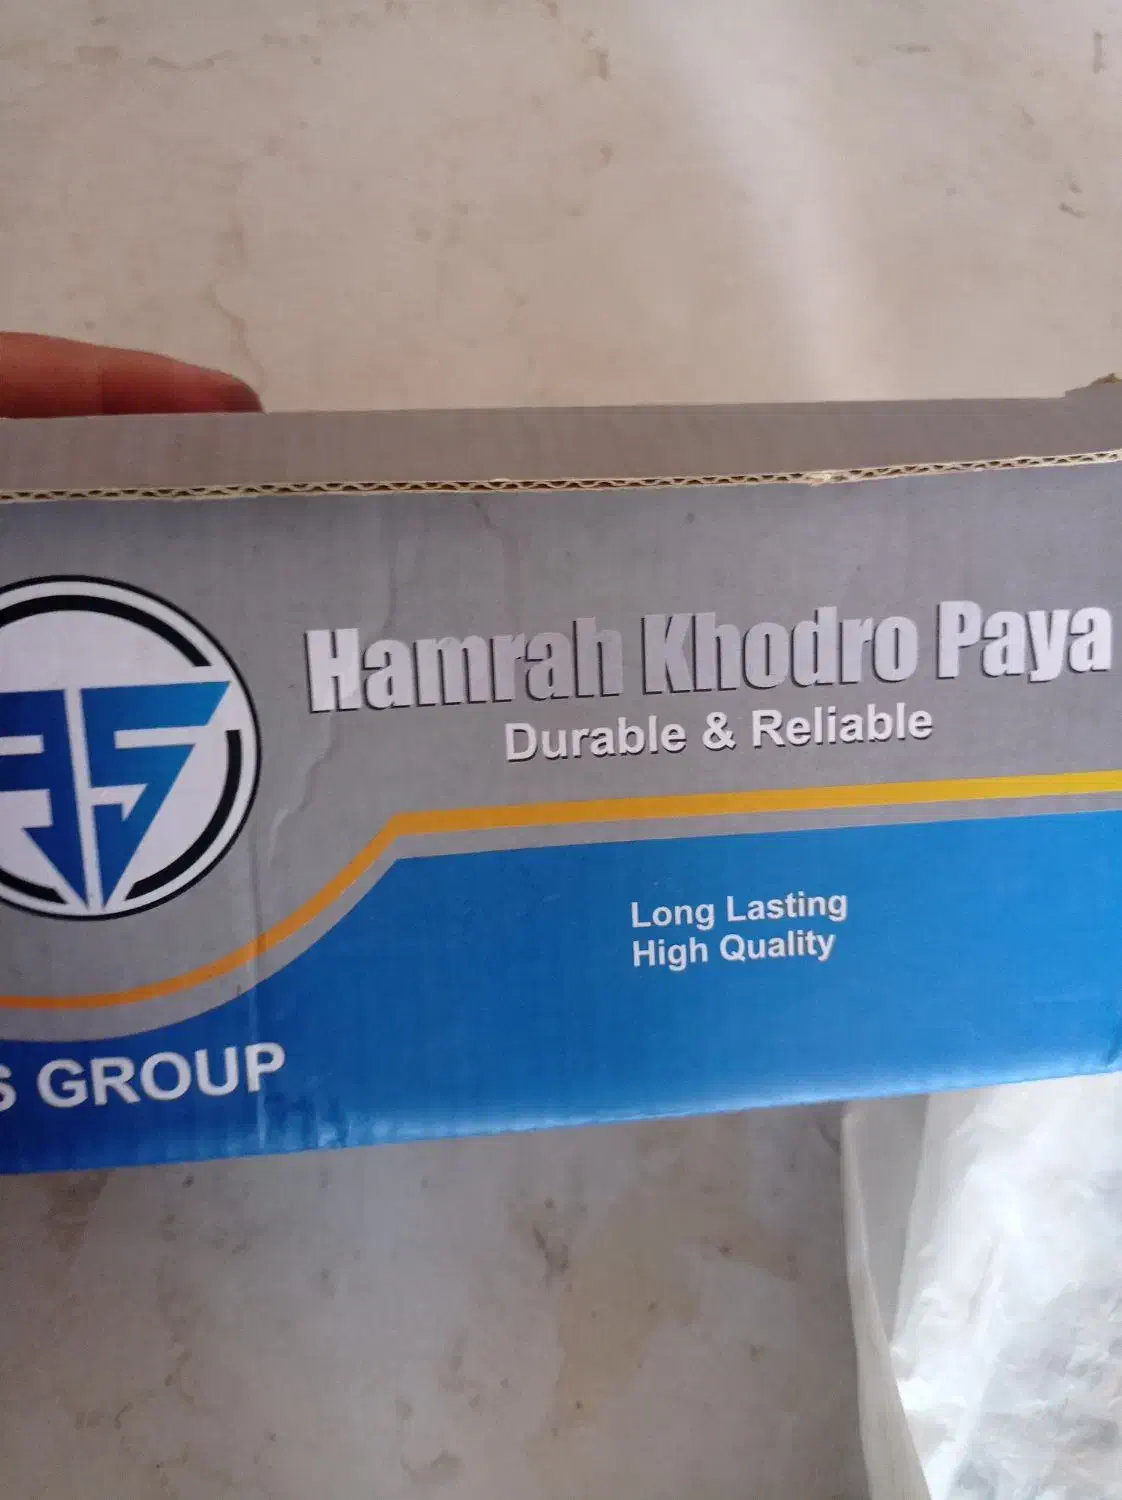 Hamrah Khodro Paya
Durable & Reliable
Long Lasting
High Quality
S GROUP